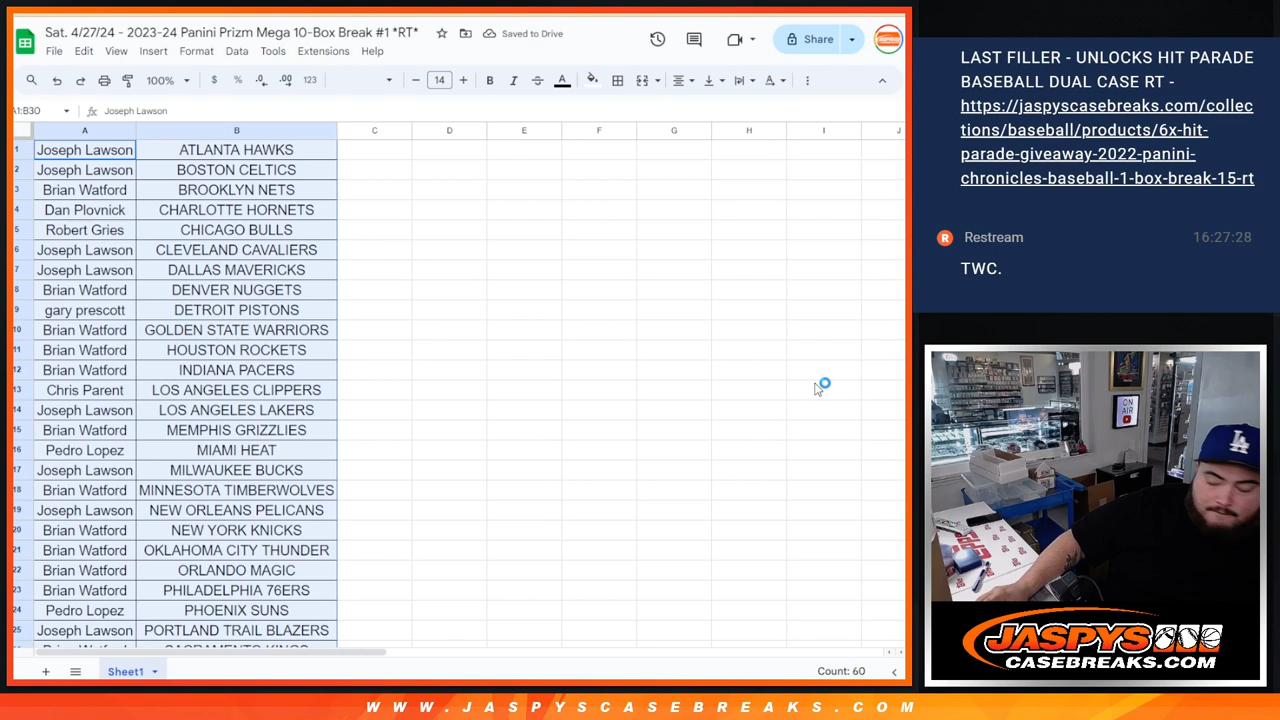 Sat. 4/27/24 - 2023-24 Panini Prizm Mega 10-Box Break #1 *RT*
Saved to Drive
File Edit View Insert Format Data Tools Extensions Help
Share
100% $ % .0 .00 123 14 B I A
A1:B30 fx Joseph Lawson
A B C D E F G H I J
1 Joseph Lawson ATLANTA HAWKS
2 Joseph Lawson BOSTON CELTICS
3 Brian Watford BROOKLYN NETS
4 Dan Plovnick CHARLOTTE HORNETS
5 Robert Gries CHICAGO BULLS
6 Joseph Lawson CLEVELAND CAVALIERS
7 Joseph Lawson DALLAS MAVERICKS
8 Brian Watford DENVER NUGGETS
9 gary prescott DETROIT PISTONS
10 Brian Watford GOLDEN STATE WARRIORS
11 Brian Watford HOUSTON ROCKETS
12 Brian Watford INDIANA PACERS
13 Chris Parent LOS ANGELES CLIPPERS
14 Joseph Lawson LOS ANGELES LAKERS
15 Brian Watford MEMPHIS GRIZZLIES
16 Pedro Lopez MIAMI HEAT
17 Joseph Lawson MILWAUKEE BUCKS
18 Brian Watford MINNESOTA TIMBERWOLVES
19 Joseph Lawson NEW ORLEANS PELICANS
20 Brian Watford NEW YORK KNICKS
21 Brian Watford OKLAHOMA CITY THUNDER
22 Brian Watford ORLANDO MAGIC
23 Brian Watford PHILADELPHIA 76ERS
24 Pedro Lopez PHOENIX SUNS
25 Joseph Lawson PORTLAND TRAIL BLAZERS
Brian Watford SACRAMENTO KINGS
Sheet1
Count: 60
LAST FILLER - UNLOCKS HIT PARADE
BASEBALL DUAL CASE RT -
https://jaspyscasebreaks.com/collec
tions/baseball/products/6x-hit-
parade-giveaway-2022-panini-
chronicles-baseball-1-box-break-15-rt
R Restream 16:27:28
TWC.
ON
AIR
LA
JASPYS
CASEBREAKS.COM
WWW.JASPYSCASEBREAKS.COM